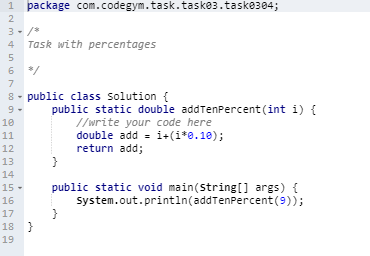 1 package com.codegym.task.task03.task0304;
2
3 /*
4 Task with percentages
5
6 */
7
8 public class Solution {
9     public static double addTenPercent(int i) {
10         //write your code here
11         double add = i+(i*0.10);
12         return add;
13     }
14
15     public static void main(String[] args) {
16         System.out.println(addTenPercent(9));
17     }
18 }
19